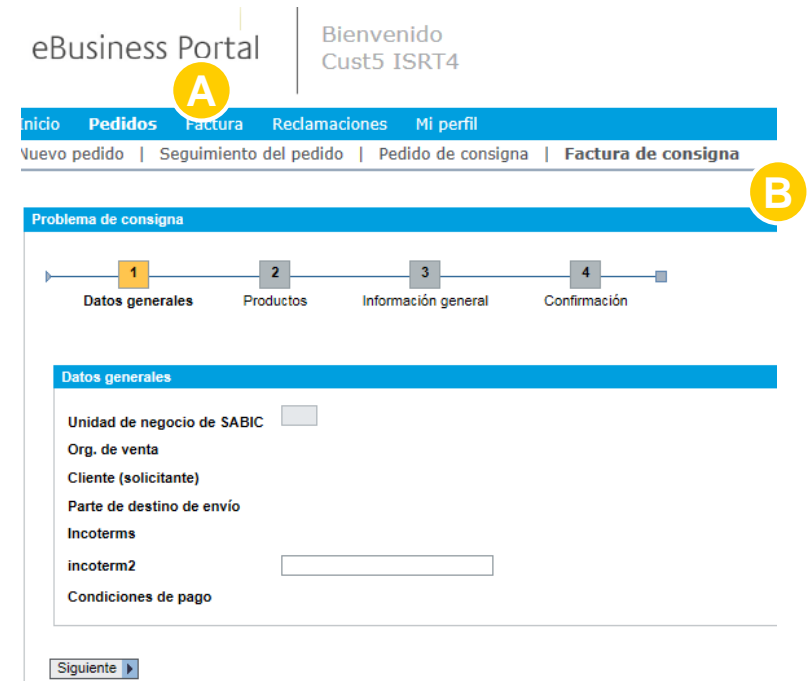 eBusiness Portal
Bienvenido
Cust5 ISRT4
A
Inicio Pedidos Factura Reclamaciones Mi perfil
Nuevo pedido | Seguimiento del pedido | Pedido de consigna | Factura de consigna
B
Problema de consigna
1 2 3 4
Datos generales Productos Información general Confirmación
Datos generales
Unidad de negocio de SABIC
Org. de venta
Cliente (solicitante)
Parte de destino de envío
Incoterms
incoterm2
Condiciones de pago
Siguiente